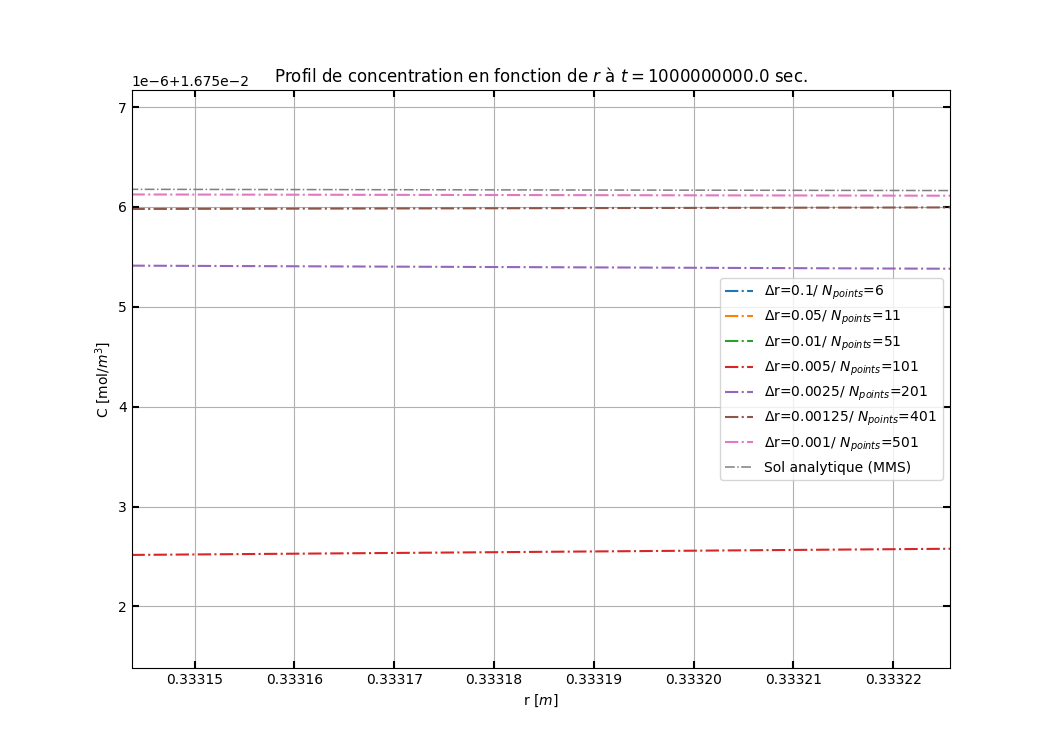 Profil de concentration en fonction de r à t = 1000000000.0 sec.
1e−6+1.675e−2
7
6
5
4
3
2
C [mol/m³]
Δr=0.1/ N_points=6
Δr=0.05/ N_points=11
Δr=0.01/ N_points=51
Δr=0.005/ N_points=101
Δr=0.0025/ N_points=201
Δr=0.00125/ N_points=401
Δr=0.001/ N_points=501
Sol analytique (MMS)
0.33315 0.33316 0.33317 0.33318 0.33319 0.33320 0.33321 0.33322
r [m]